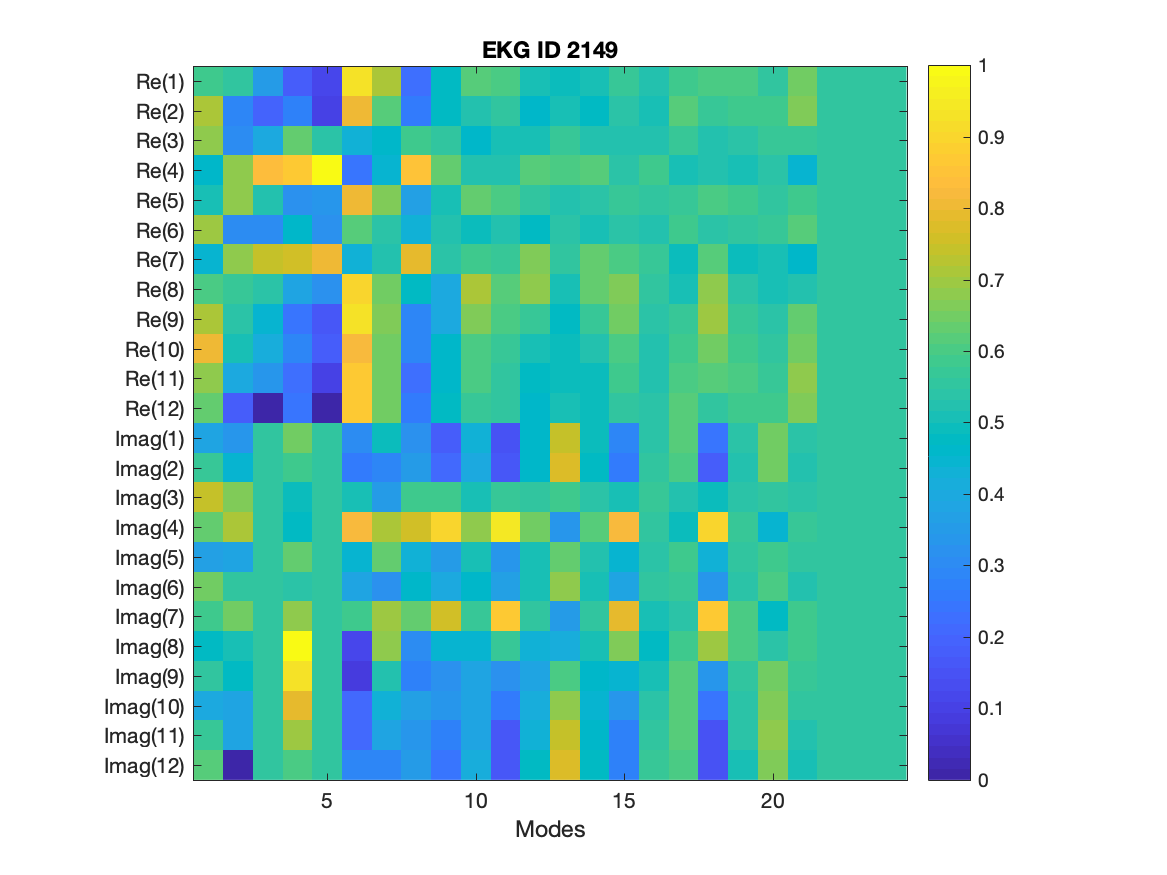 EKG ID 2149
Re(1)
Re(2)
Re(3)
Re(4)
Re(5)
Re(6)
Re(7)
Re(8)
Re(9)
Re(10)
Re(11)
Re(12)
Imag(1)
Imag(2)
Imag(3)
Imag(4)
Imag(5)
Imag(6)
Imag(7)
Imag(8)
Imag(9)
Imag(10)
Imag(11)
Imag(12)
5 10 15 20
Modes
1
0.9
0.8
0.7
0.6
0.5
0.4
0.3
0.2
0.1
0